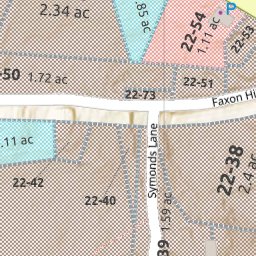 2.34 ac
.85 ac
22-54
1.11 ac
P
22-53
-50
1.72 ac
22-73
22-51
Faxon Hi
.11 ac
22-42
22-40
Symonds Lane
22-38
2.4 a
1.59 ac
39